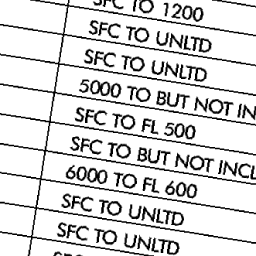 SFC TO 1200
SFC TO UNLTD
SFC TO UNLTD
5000 TO BUT NOT IN
SFC TO FL 500
SFC TO BUT NOT INCL
6000 TO FL 600
SFC TO UNLTD
SFC TO UNLTD